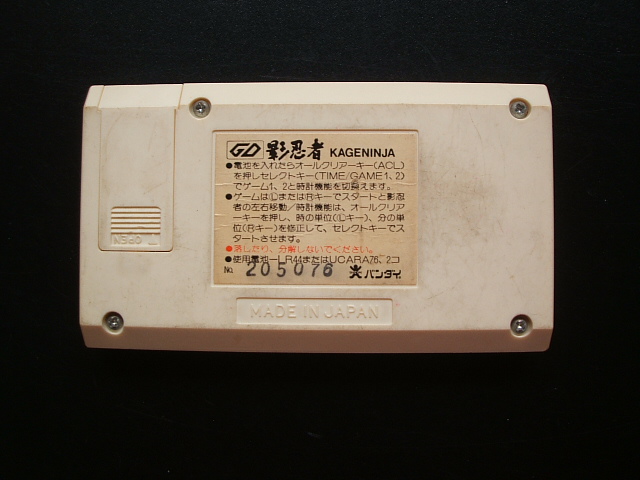 GD 影忍者 KAGENINJA
●電池を入れたらオールクリアーキー(ACL)
を押しセレクトキー(TIME/GAME1、2)
でゲーム1、2と時計機能を切換えます。
●ゲームはⓁまたはⓇキーでスタートと影忍
者の左右移動/時計機能は、オールクリア
ーキーを押し、時の単位(Ⓛキー)、分の単
位(Ⓡキー)を修正して、セレクトキーでス
タートさせます。
●落したり、分解しないでください。
●使用電池—LR44またはUCARA76、2コ
No. 205076 バンダイ
OPEN
MADE IN JAPAN